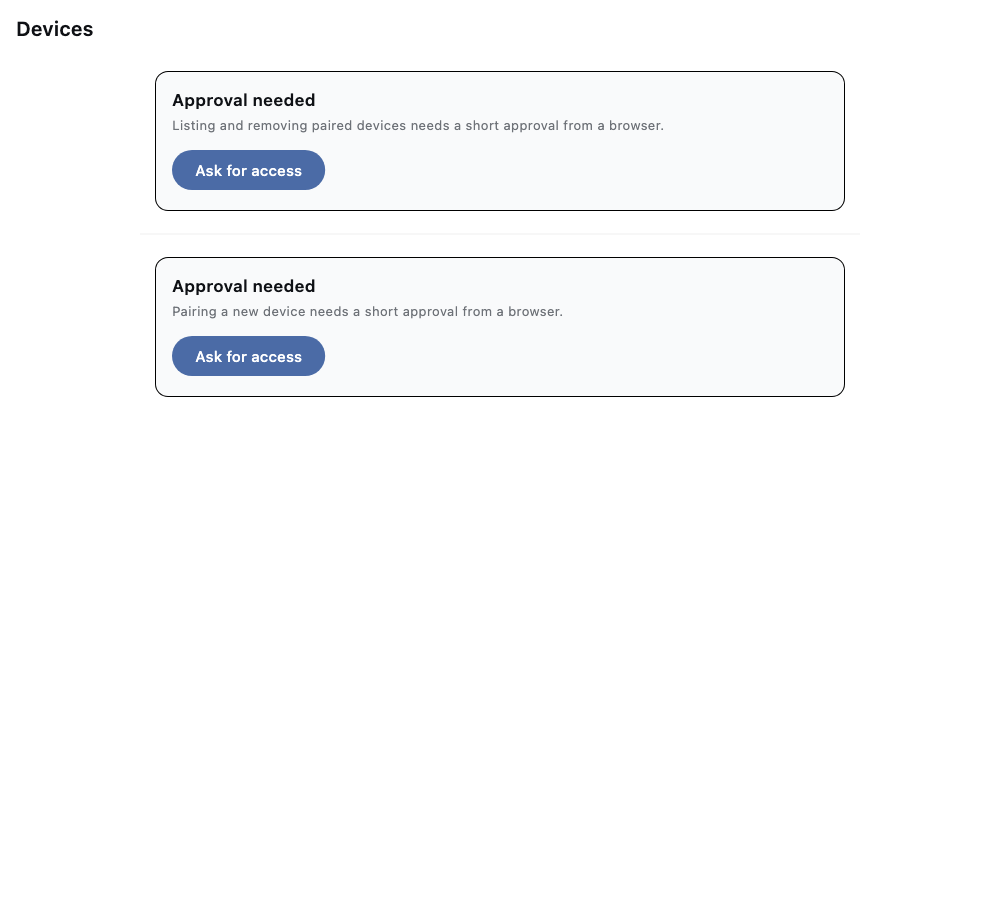 Devices
Approval needed
Listing and removing paired devices needs a short approval from a browser.
Ask for access
Approval needed
Pairing a new device needs a short approval from a browser.
Ask for access